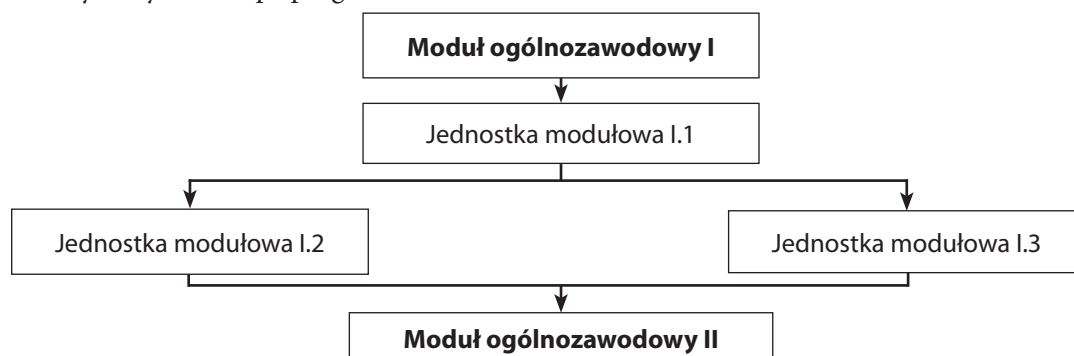 Moduł ogólnozawodowy I
Jednostka modułowa I.1
Jednostka modułowa I.2
Jednostka modułowa I.3
Moduł ogólnozawodowy II